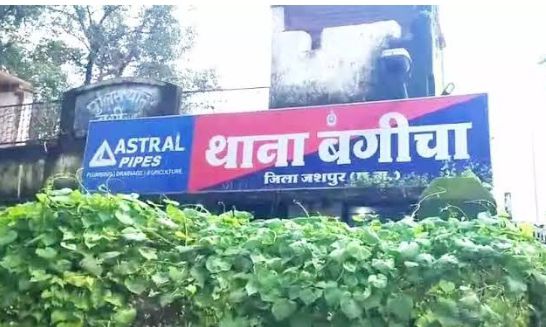 ASTRAL
PIPES
PLUMBING | DRAINAGE | AGRICULTURE
थाना बगीचा
जिला जशपुर (छ.ग.)